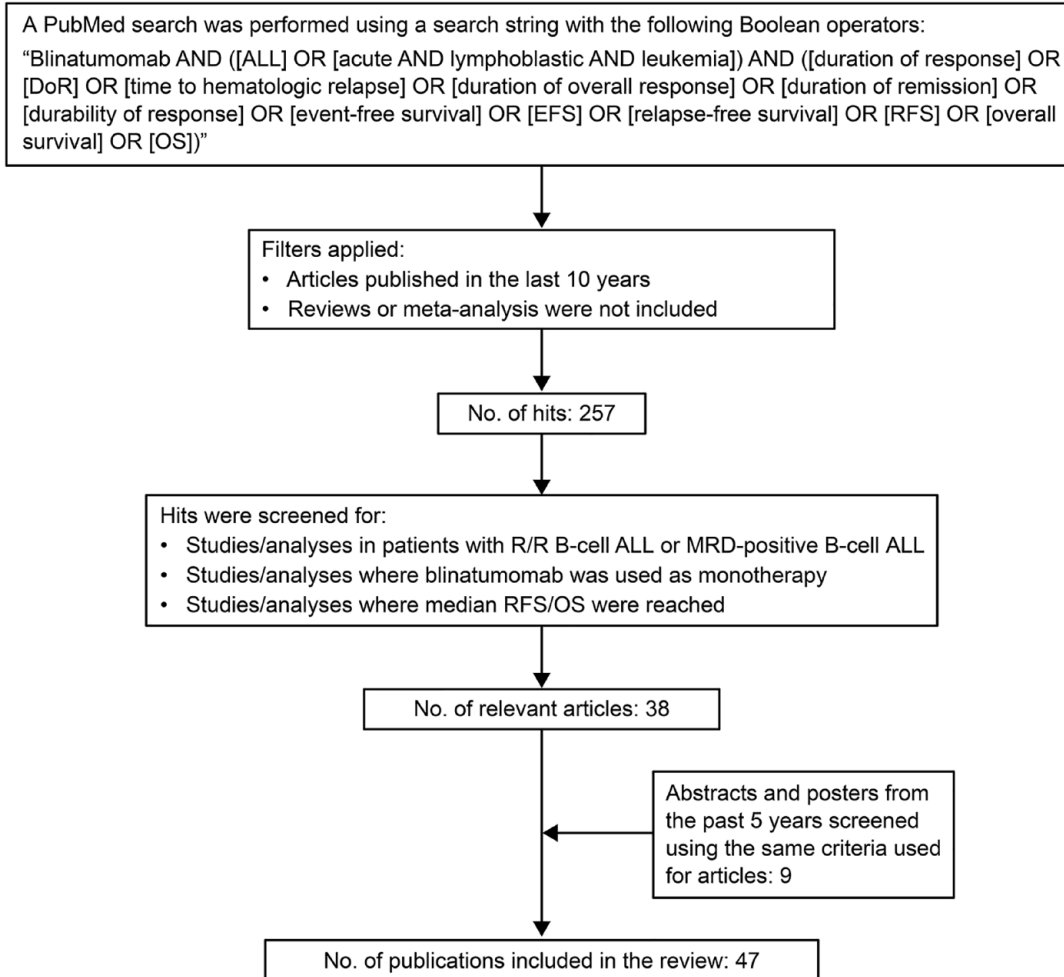 A PubMed search was performed using a search string with the following Boolean operators:
“Blinatumomab AND ([ALL] OR [acute AND lymphoblastic AND leukemia]) AND ([duration of response] OR
[DoR] OR [time to hematologic relapse] OR [duration of overall response] OR [duration of remission] OR
[durability of response] OR [event-free survival] OR [EFS] OR [relapse-free survival] OR [RFS] OR [overall
survival] OR [OS])”
Filters applied:
• Articles published in the last 10 years
• Reviews or meta-analysis were not included
No. of hits: 257
Hits were screened for:
• Studies/analyses in patients with R/R B-cell ALL or MRD-positive B-cell ALL
• Studies/analyses where blinatumomab was used as monotherapy
• Studies/analyses where median RFS/OS were reached
No. of relevant articles: 38
Abstracts and posters from
the past 5 years screened
using the same criteria used
for articles: 9
No. of publications included in the review: 47